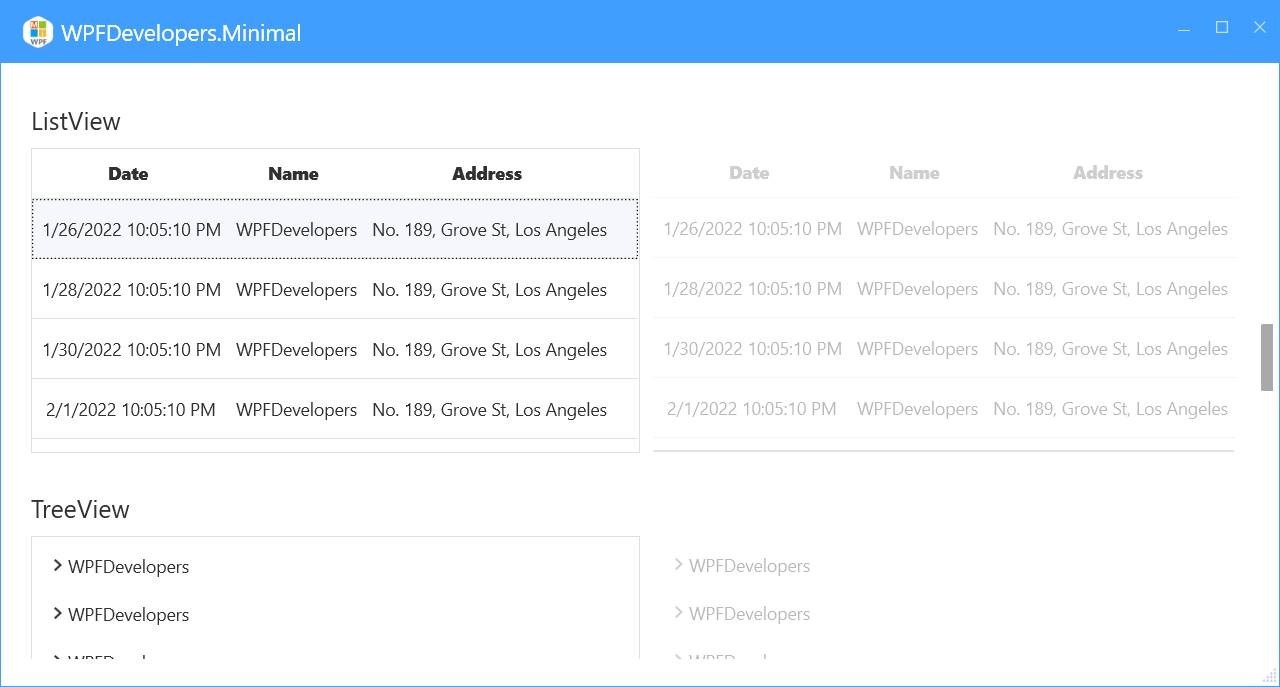 WPFDevelopers.Minimal
ListView
Date Name Address Date Name Address
1/26/2022 10:05:10 PM WPFDevelopers No. 189, Grove St, Los Angeles 1/26/2022 10:05:10 PM WPFDevelopers No. 189, Grove St, Los Angeles
1/28/2022 10:05:10 PM WPFDevelopers No. 189, Grove St, Los Angeles 1/28/2022 10:05:10 PM WPFDevelopers No. 189, Grove St, Los Angeles
1/30/2022 10:05:10 PM WPFDevelopers No. 189, Grove St, Los Angeles 1/30/2022 10:05:10 PM WPFDevelopers No. 189, Grove St, Los Angeles
2/1/2022 10:05:10 PM WPFDevelopers No. 189, Grove St, Los Angeles 2/1/2022 10:05:10 PM WPFDevelopers No. 189, Grove St, Los Angeles
TreeView
WPFDevelopers WPFDevelopers
WPFDevelopers WPFDevelopers